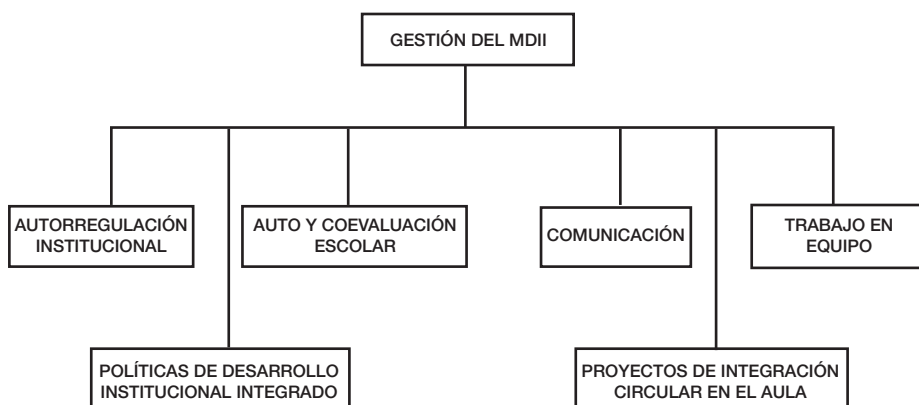 GESTIÓN DEL MDII
AUTORREGULACIÓN
INSTITUCIONAL
AUTO Y COEVALUACIÓN
ESCOLAR
COMUNICACIÓN
TRABAJO EN
EQUIPO
POLÍTICAS DE DESARROLLO
INSTITUCIONAL INTEGRADO
PROYECTOS DE INTEGRACIÓN
CIRCULAR EN EL AULA